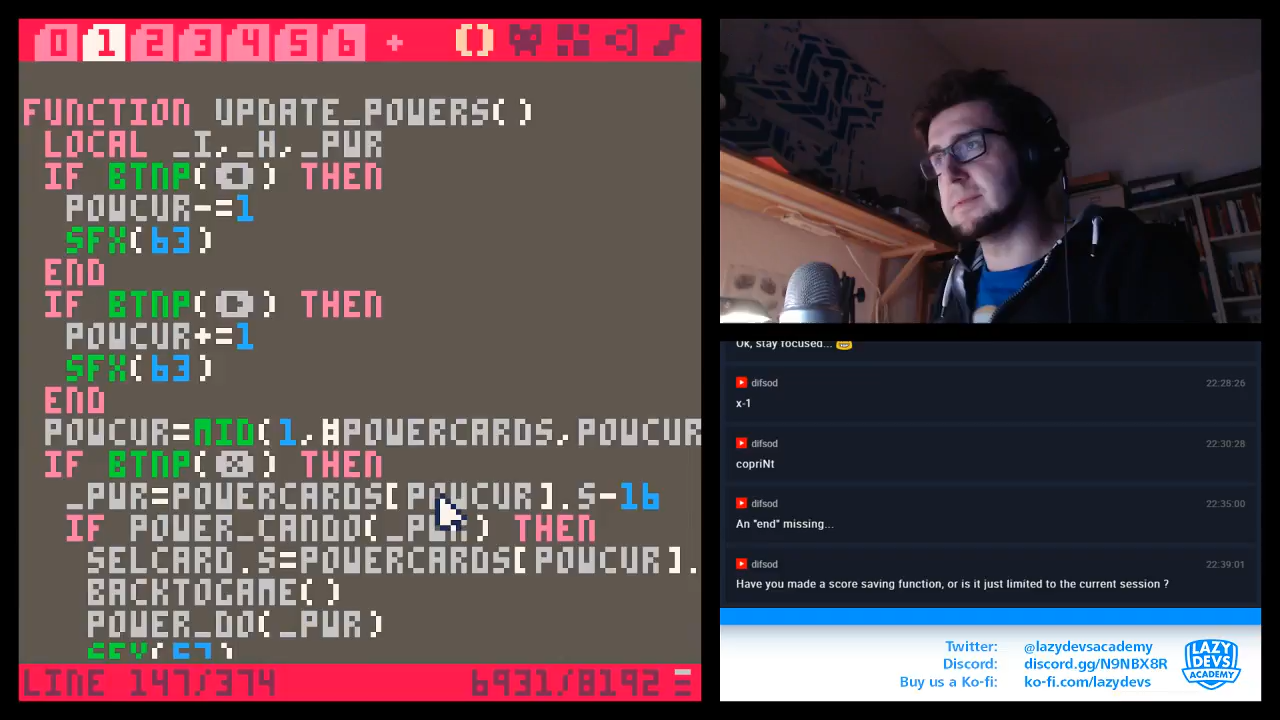 0 1 2 3 4 5 6 + ()
FUNCTION UPDATE_POWERS()
LOCAL _I,_H,_PWR
IF BTNP(⬅️) THEN
POWCUR-=1
SFX(63)
END
IF BTNP(➡️) THEN
POWCUR+=1
SFX(63)
END
POWCUR=MID(1,#POWERCARDS,POWCUR
IF BTNP(❎) THEN
_PWR=POWERCARDS[POWCUR].S-16
IF POWER_CANDO(_PWR) THEN
SELCARD.S=POWERCARDS[POWCUR].
BACKTOGAME()
POWER_DO(_PWR)
SFX(57)
LINE 147/374
6931/8192
Ok, stay focused...
difsod 22:28:26
x-1
difsod 22:30:28
copriNt
difsod 22:35:00
An "end" missing...
difsod 22:39:01
Have you made a score saving function, or is it just limited to the current session ?
Twitter: @lazydevsacademy
Discord: discord.gg/N9NBX8R
Buy us a Ko-fi: ko-fi.com/lazydevs
LAZY
DEVS
ACADEMY